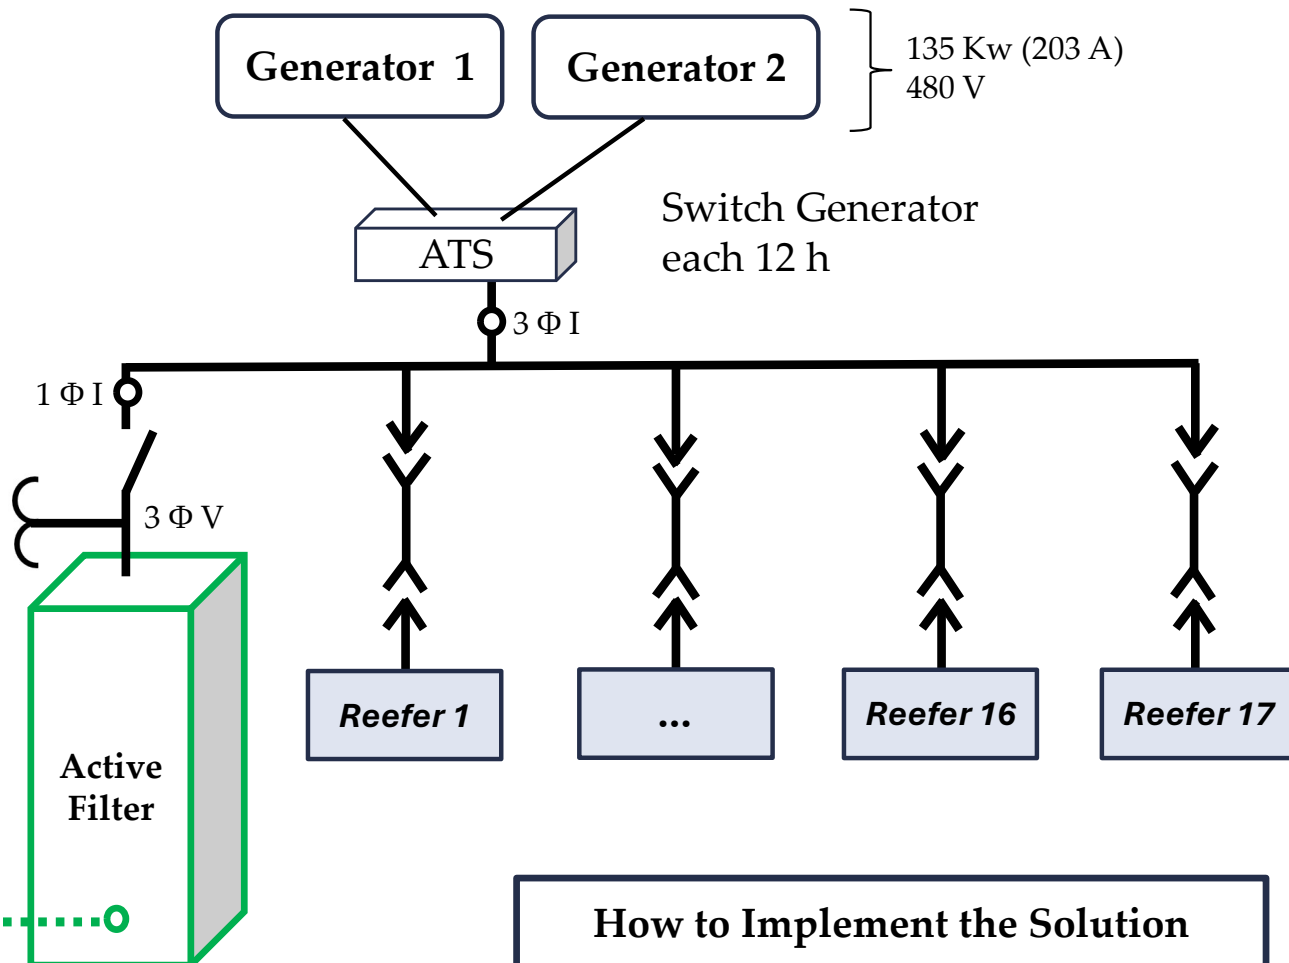 Generator 1
Generator 2
135 Kw (203 A)
480 V
Switch Generator
each 12 h
ATS
3 Φ I
1 Φ I
3 Φ V
Reefer 1
...
Reefer 16
Reefer 17
Active
Filter
How to Implement the Solution